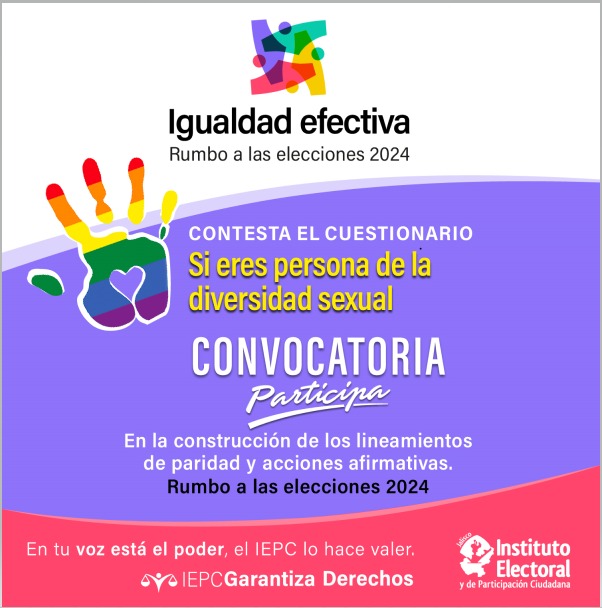 Igualdad efectiva
Rumbo a las elecciones 2024
CONTESTA EL CUESTIONARIO
Si eres persona de la
diversidad sexual
CONVOCATORIA
Participa
En la construcción de los lineamientos
de paridad y acciones afirmativas.
Rumbo a las elecciones 2024
En tu voz está el poder, el IEPC lo hace valer.
IEPCGarantiza Derechos
Jalisco
Instituto
Electoral
y de Participación Ciudadana